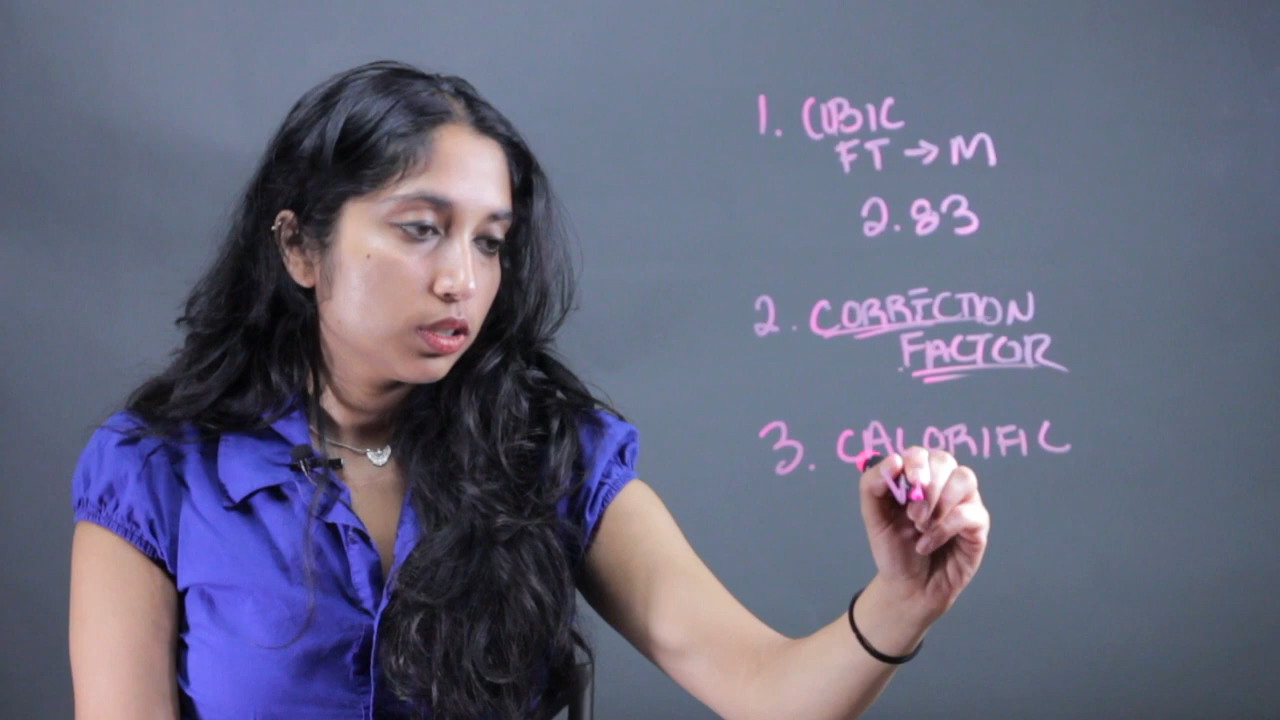 1. CUBIC
FT → M
2.83
2. CORRECTION
FACTOR
3. CALORIFIC
V